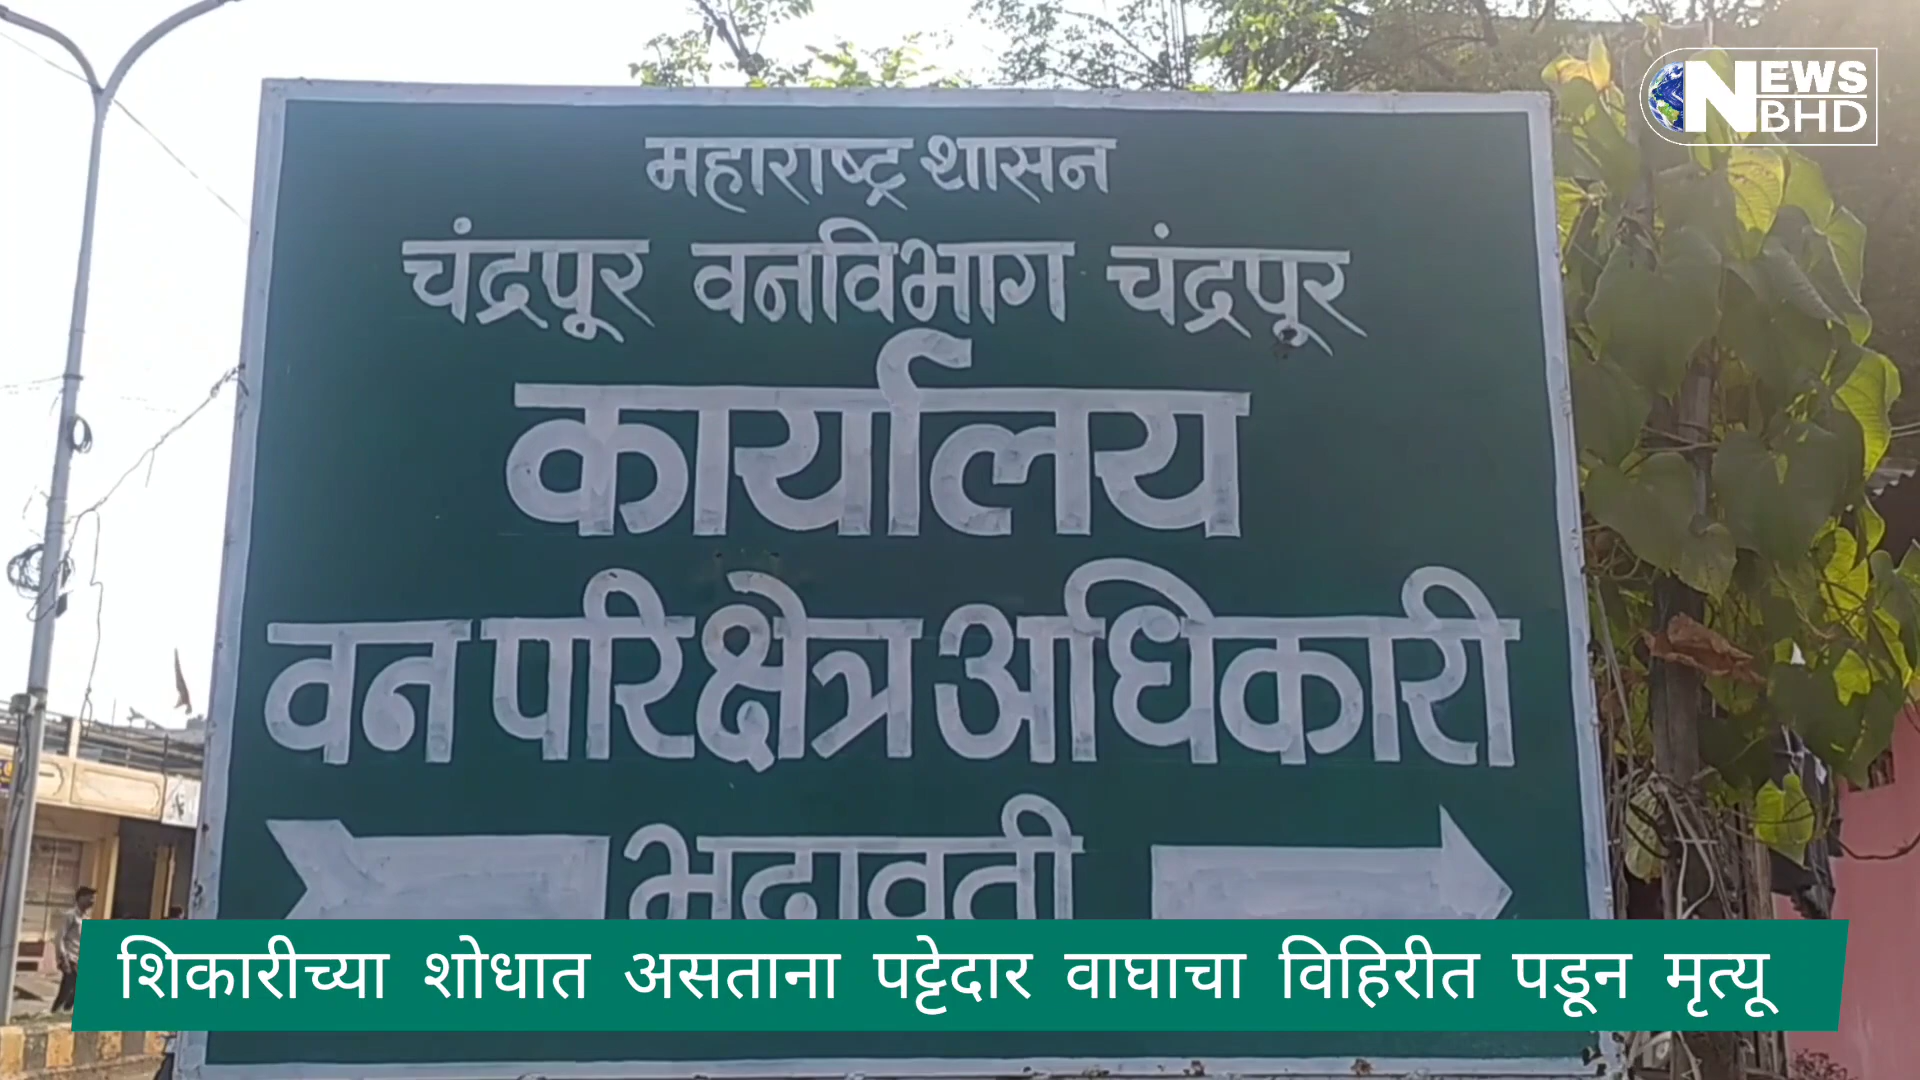 NEWS
BHD
महाराष्ट्र शासन
चंद्रपूर वनविभाग चंद्रपूर
कार्यालय
वन परिक्षेत्र अधिकारी
भद्रावती
शिकारीच्या शोधात असताना पट्टेदार वाघाचा विहिरीत पडून मृत्यू